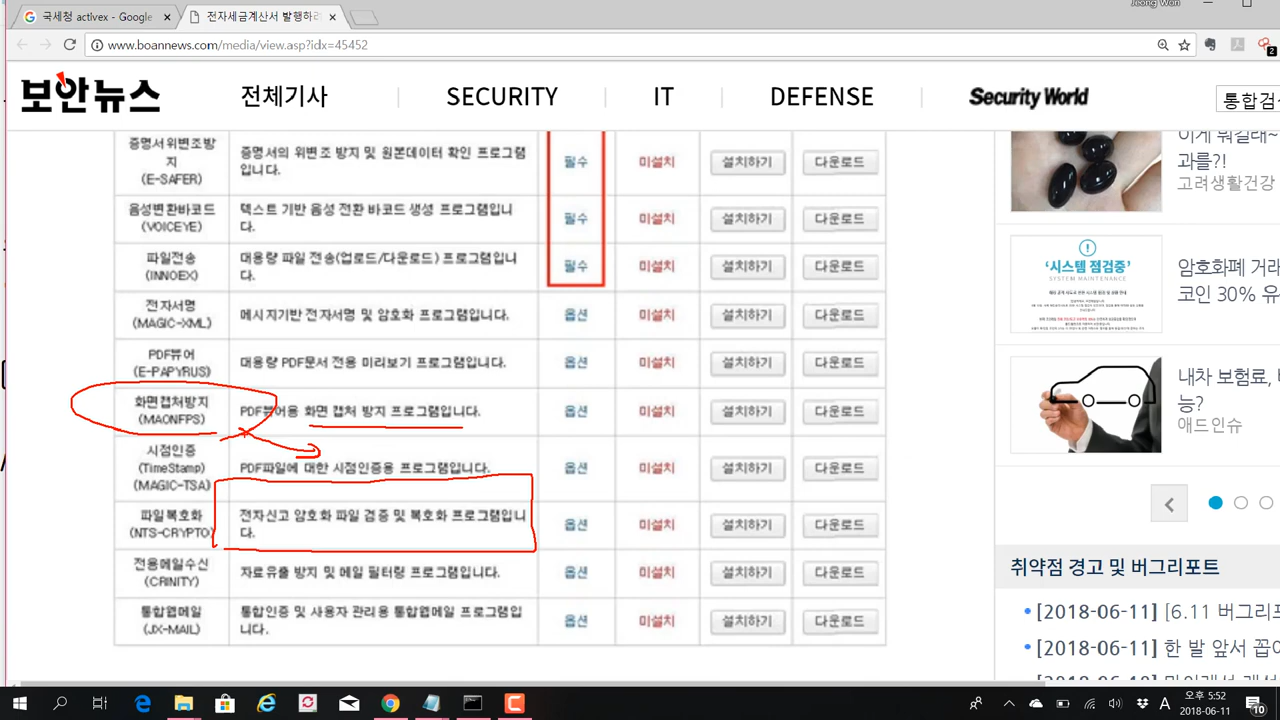 Jeong Won
국세청 activex - Google
전자세금계산서 발행하려
www.boannews.com/media/view.asp?idx=45452
보안뉴스 전체기사 SECURITY IT DEFENSE Security World 통합검
증명서위변조방
지
(E-SAFER)
증명서의 위변조 방지 및 원본데이터 확인 프로그램
입니다.
필수 미설치 설치하기 다운로드
음성변환바코드
(VOICEYE)
텍스트 기반 음성 전환 바코드 생성 프로그램입니
다.
필수 미설치 설치하기 다운로드
파일전송
(INNOEX)
대용량 파일 전송(업로드/다운로드) 프로그램입니
다.
필수 미설치 설치하기 다운로드
전자서명
(MAGIC-XML)
메시지기반 전자서명 및 암호화 프로그램입니다.
옵션 미설치 설치하기 다운로드
PDF뷰어
(E-PAPYRUS)
대용량 PDF문서 전용 미리보기 프로그램입니다.
옵션 미설치 설치하기 다운로드
화면캡처방지
(MAONFPS)
PDF뷰어용 화면 캡처 방지 프로그램입니다.
옵션 미설치 설치하기 다운로드
시점인증
(TimeStamp)
(MAGIC-TSA)
PDF파일에 대한 시점인증용 프로그램입니다.
옵션 미설치 설치하기 다운로드
파일복호화
(NTS-CRYPTO)
전자신고 암호화 파일 검증 및 복호화 프로그램입니
다.
옵션 미설치 설치하기 다운로드
전용메일수신
(CRINITY)
자료유출 방지 및 메일 필터링 프로그램입니다.
옵션 미설치 설치하기 다운로드
통합웹메일
(JX-MAIL)
통합인증 및 사용자 관리용 통합웹메일 프로그램입
니다.
옵션 미설치 설치하기 다운로드
이게 뭐길래~
과를?!
고려생활건강
'시스템 점검중'
SYSTEM MAINTENANCE
암호화폐 거래
코인 30% 유
내차 보험료,
능?
애드인슈
취약점 경고 및 버그리포트
[2018-06-11] [6.11 버그리포
[2018-06-11] 한 발 앞서 꼽아
2
A
오후 5:52
2018-06-11
10